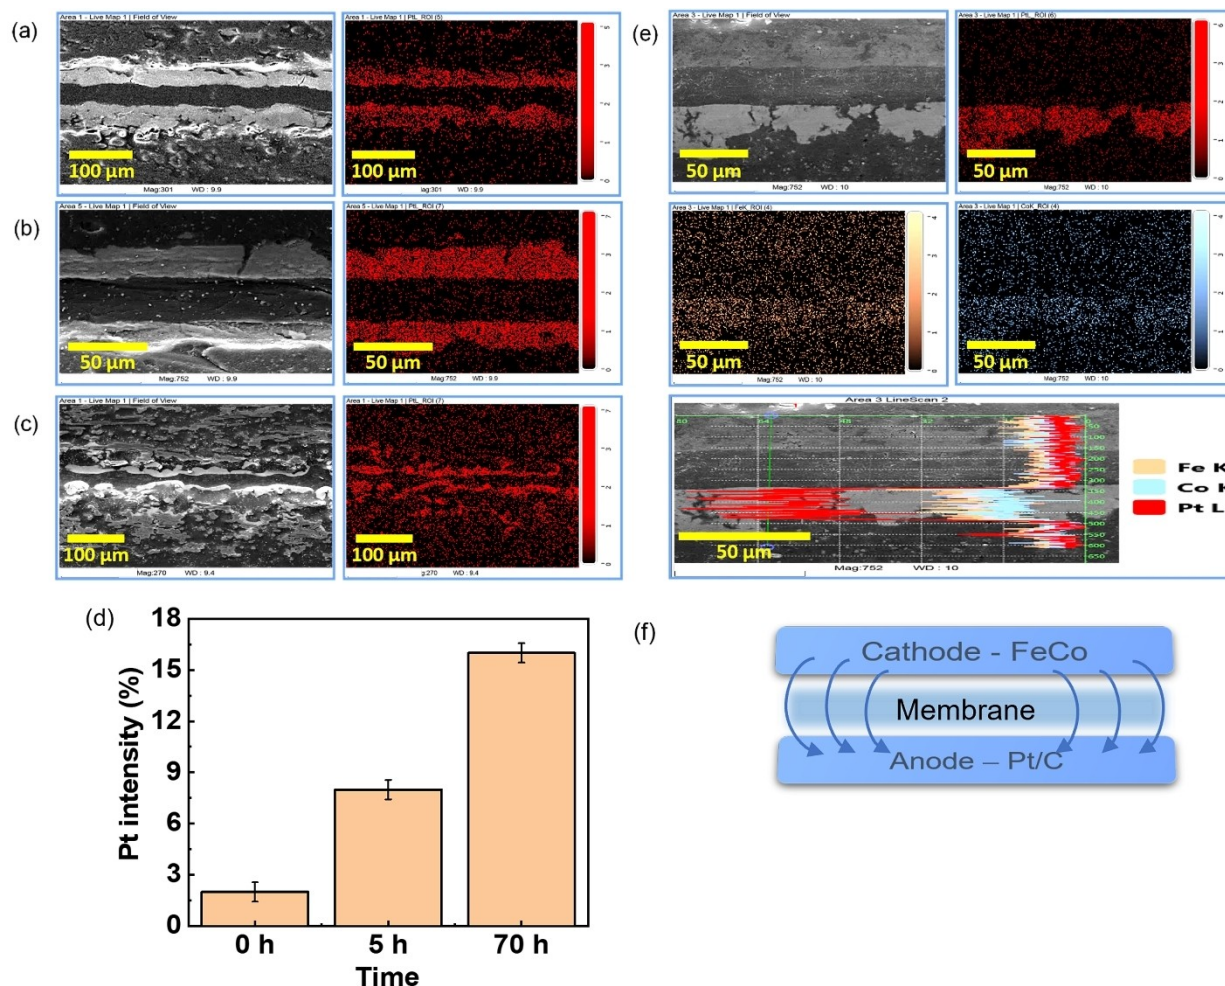 (a)
Area 1 - Live Map 1 | Field of View
100 µm
Mag:301 WD : 9.9
Area 1 - Live Map 1 | PtL_ROI (5)
100 µm
WD : 9.9
(b)
Area 5 - Live Map 1 | Field of View
50 µm
Mag:752 WD : 9.9
Area 5 - Live Map 1 | PtL_ROI (7)
50 µm
Mag:752 WD : 9.9
(c)
Area 1 - Live Map 1 | Field of View
100 µm
Mag:270 WD : 9.4
Area 1 - Live Map 1 | PtL_ROI (7)
100 µm
WD : 9.4
(e)
Area 3 - Live Map 1 | Field of View
50 µm
Mag:752 WD : 10
Area 3 - Live Map 1 | PtL_ROI (6)
50 µm
Mag:752 WD : 10
Area 3 - Live Map 1 | FeK_ROI (4)
50 µm
Mag:752 WD : 10
Area 3 - Live Map 1 | CoK_ROI (4)
50 µm
Mag:752 WD : 10
Area 3 LineScan 2
50 µm
Mag:752 WD : 10
Fe K
Co K
Pt L
(d)
Pt intensity (%)
18
15
12
9
6
3
0
0 h 5 h 70 h
Time
(f)
Cathode - FeCo
Membrane
Anode – Pt/C